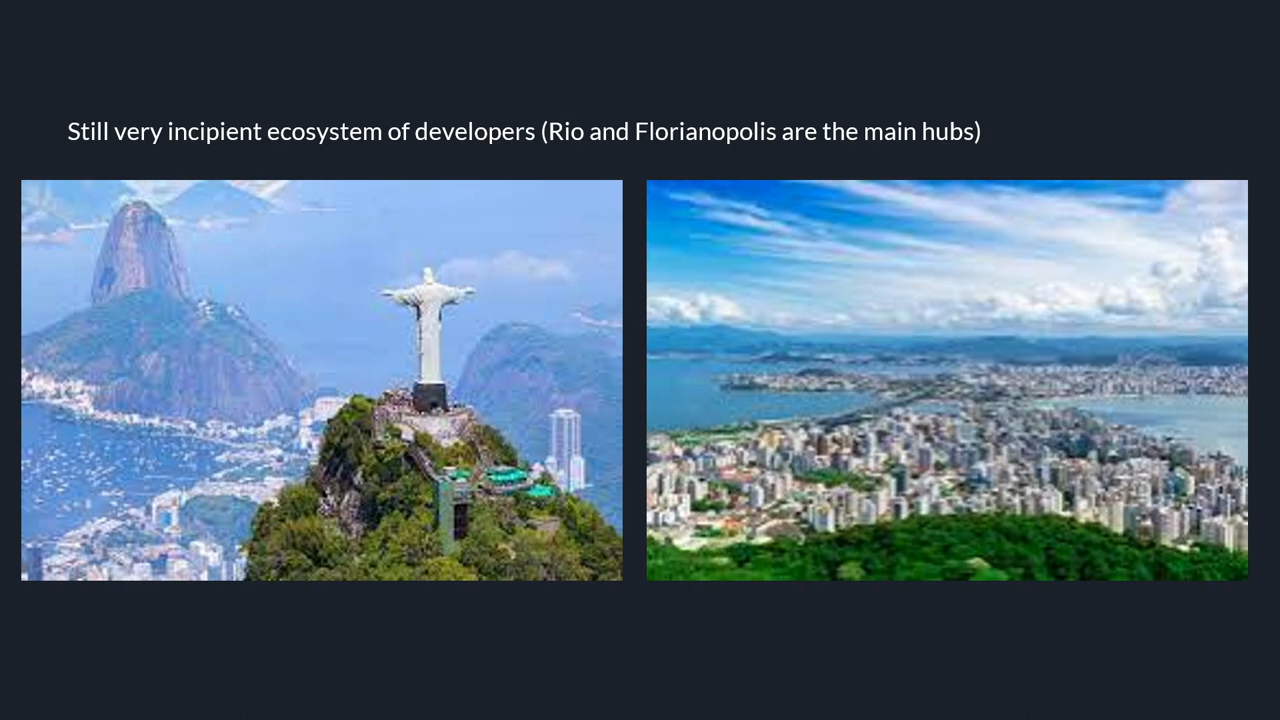 Still very incipient ecosystem of developers (Rio and Florianopolis are the main hubs)